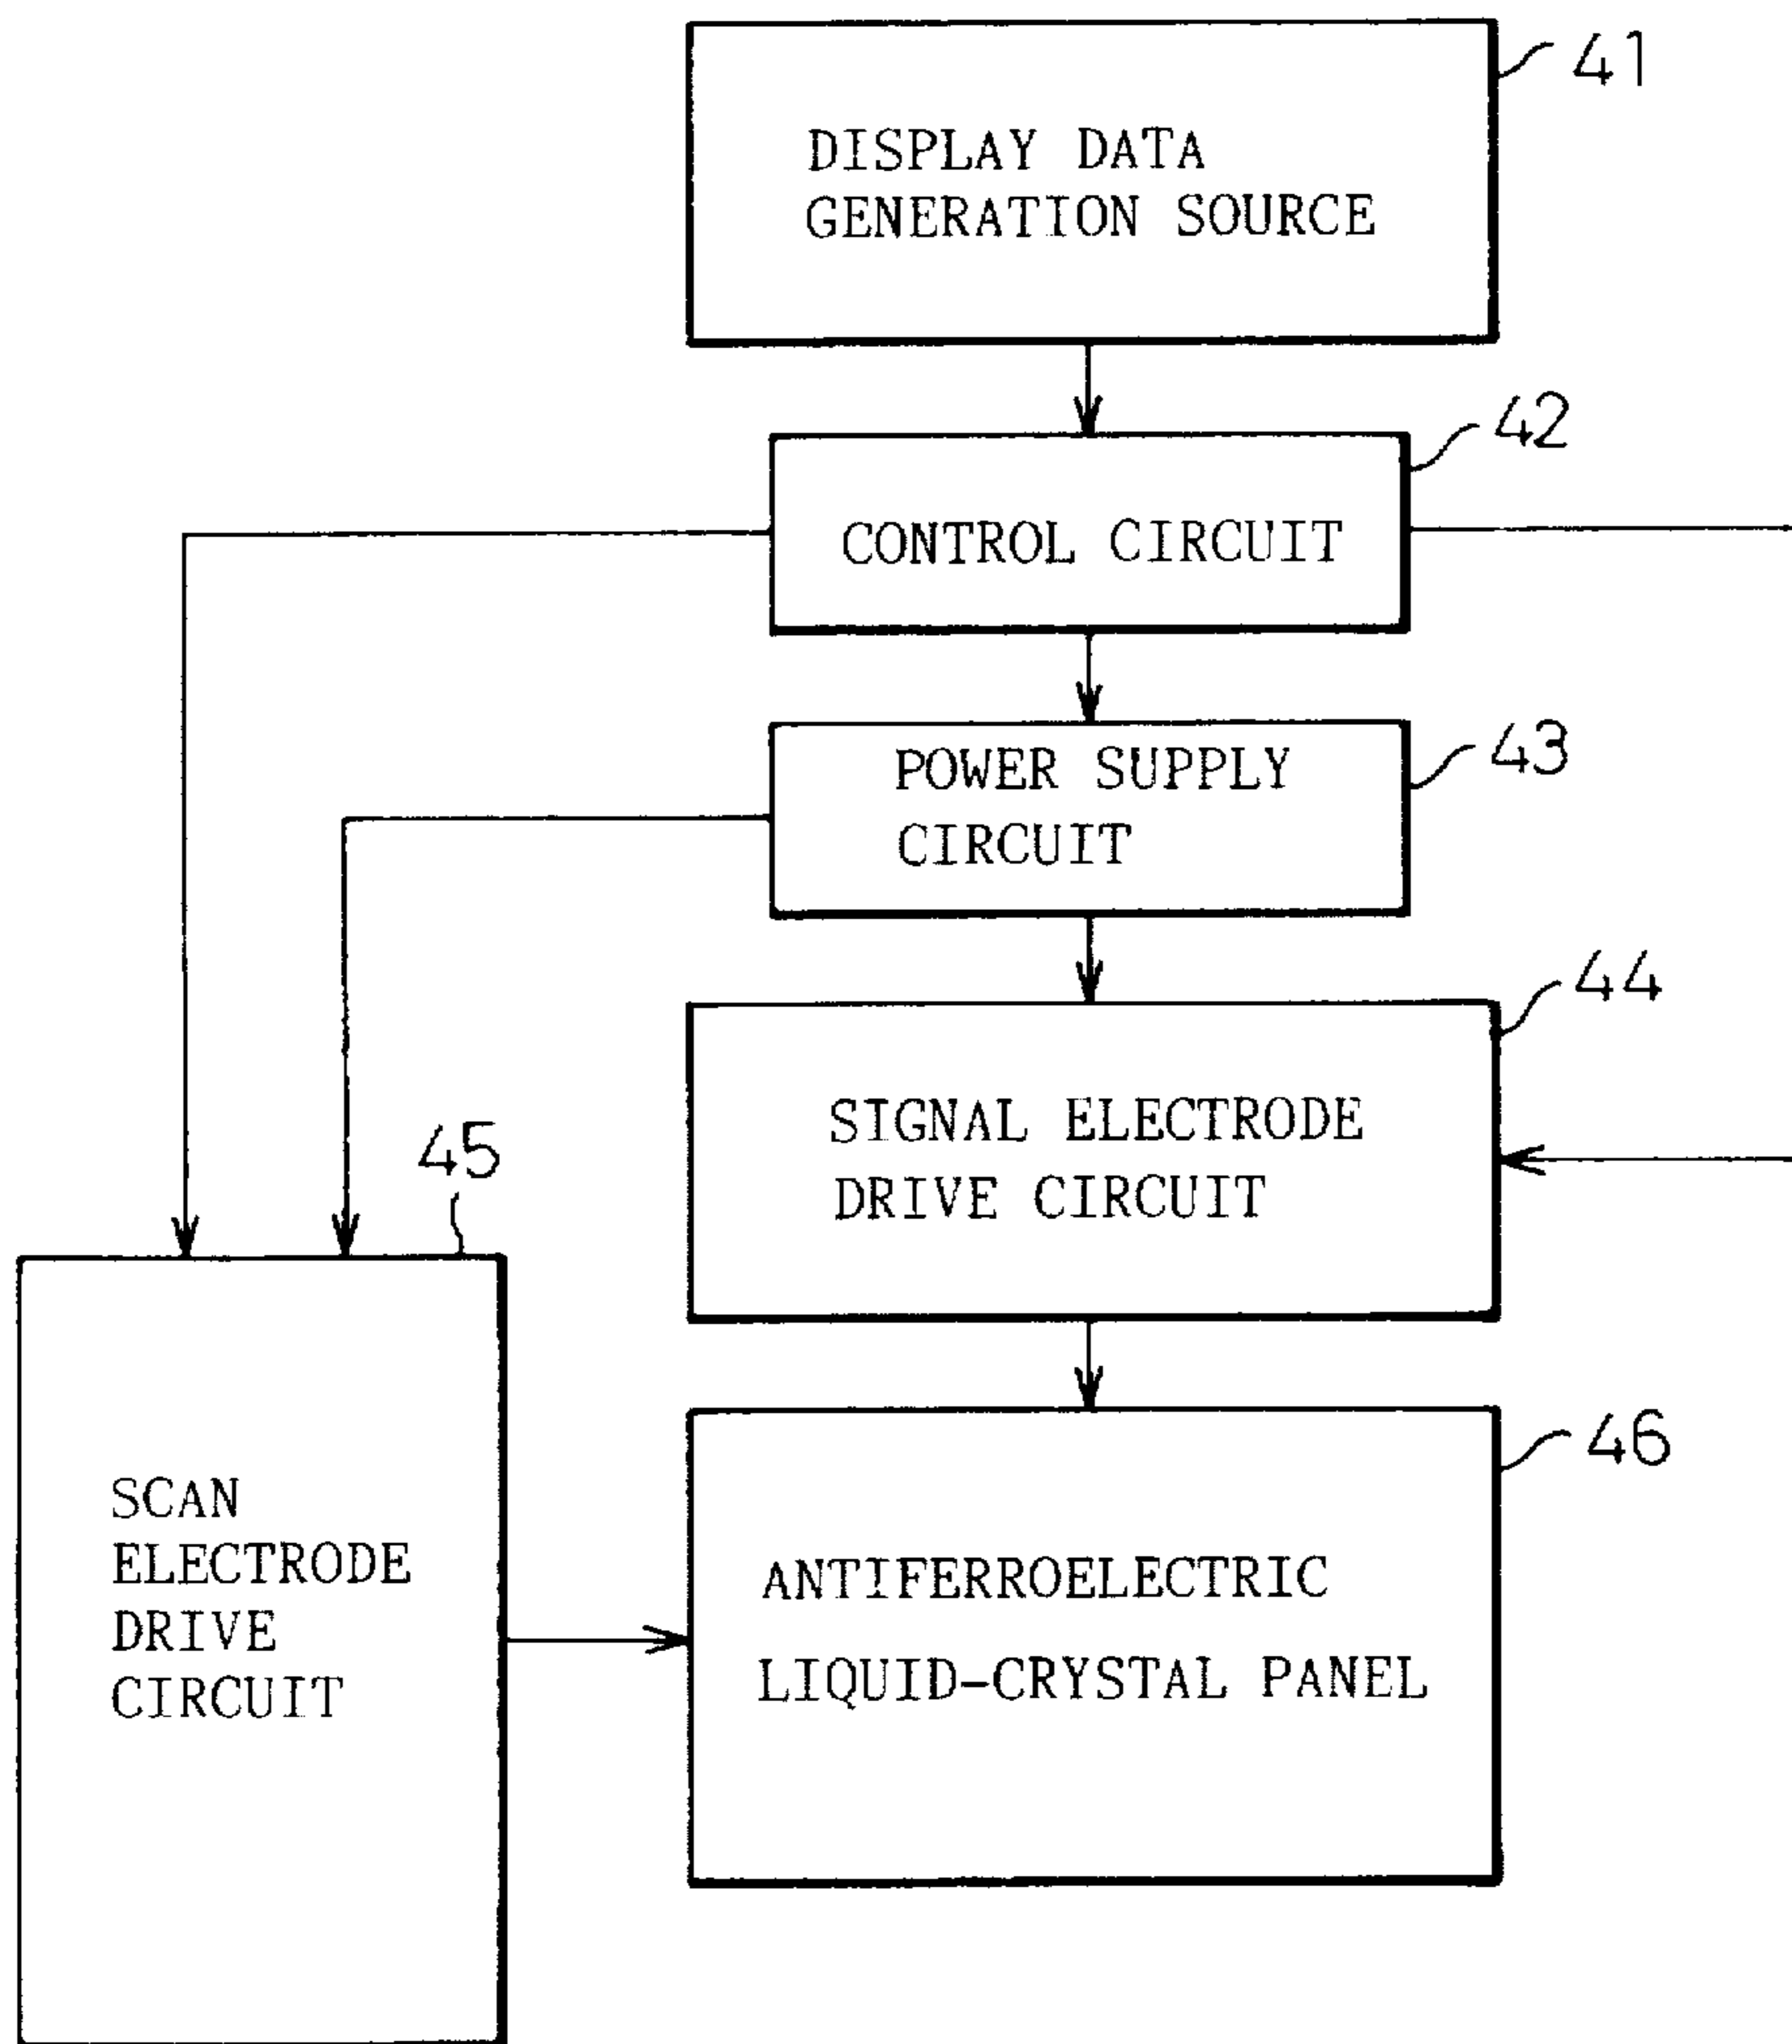 41
DISPLAY DATA
GENERATION SOURCE
42
CONTROL CIRCUIT
43
POWER SUPPLY
CIRCUIT
44
SIGNAL ELECTRODE
DRIVE CIRCUIT
45
SCAN
ELECTRODE
DRIVE
CIRCUIT
46
ANTIFERROELECTRIC
LIQUID-CRYSTAL PANEL